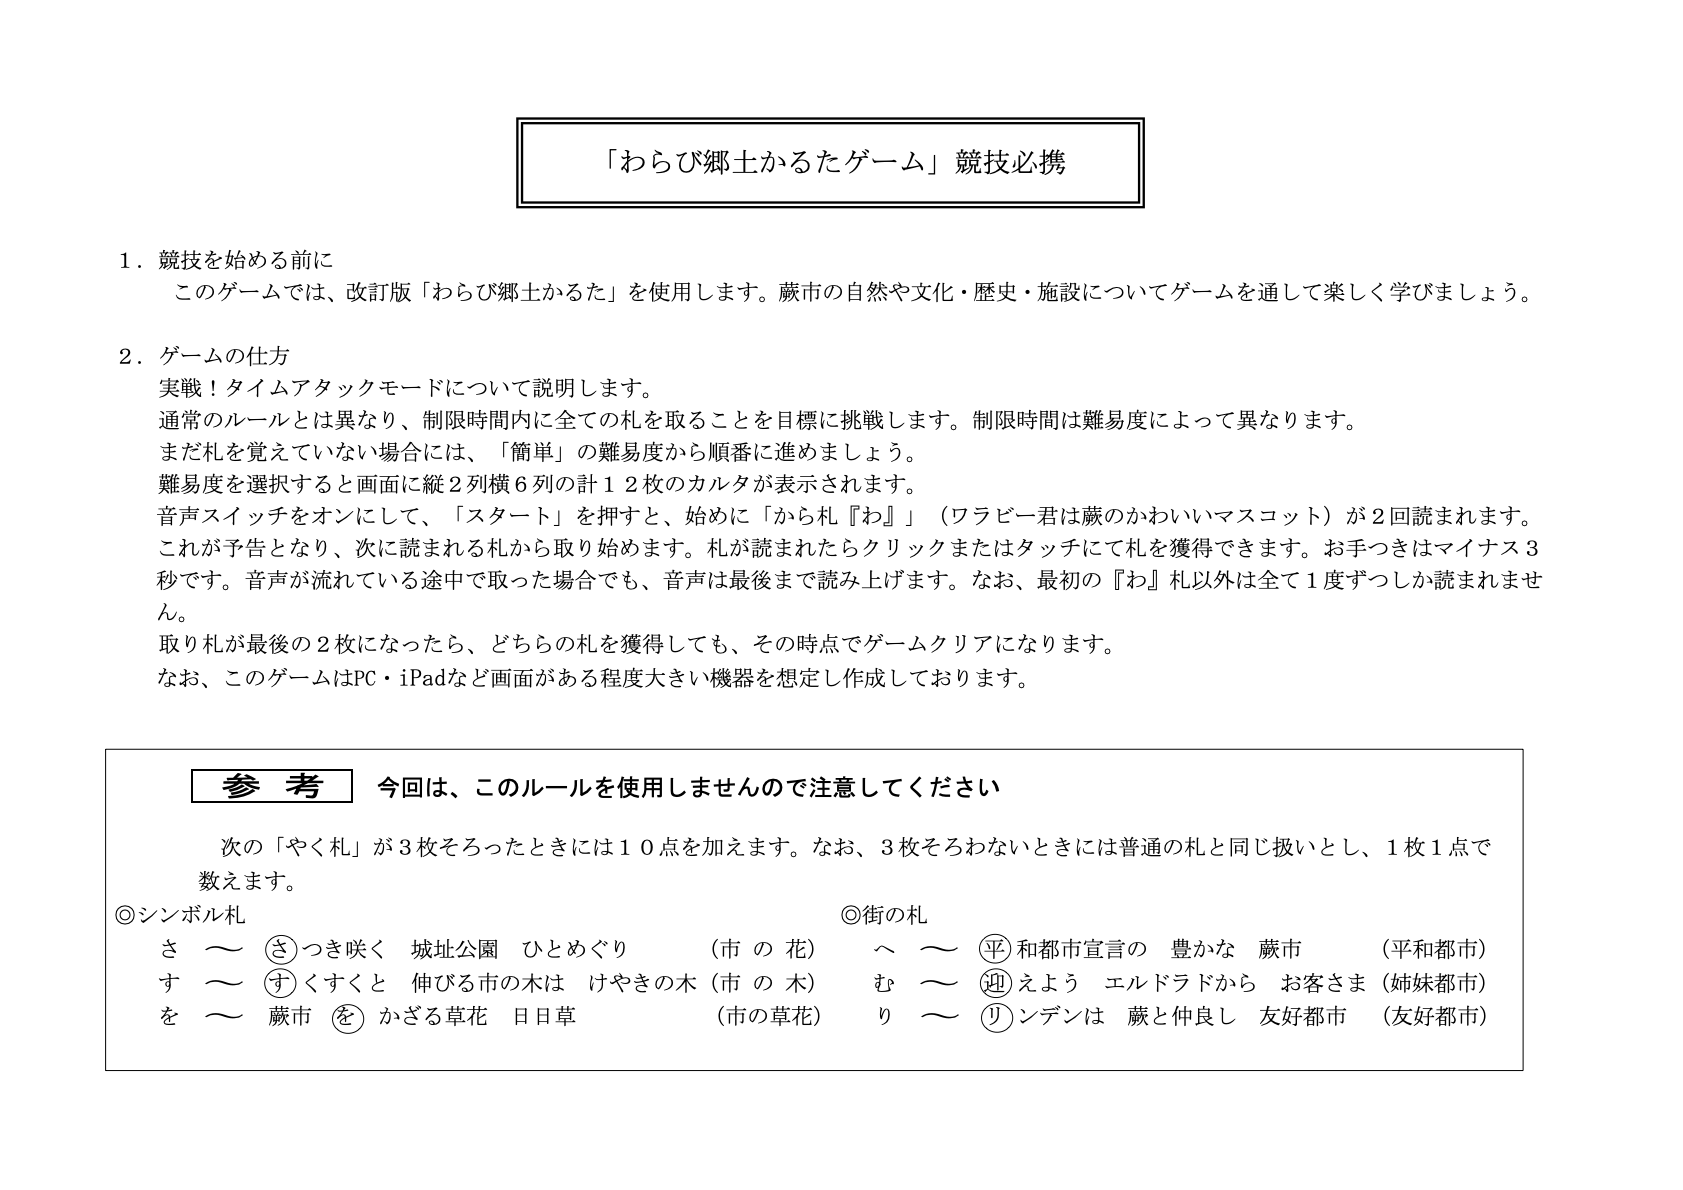 「わらび郷土かるたゲーム」競技必携
１．競技を始める前に
このゲームでは、改訂版「わらび郷土かるた」を使用します。蕨市の自然や文化・歴史・施設についてゲームを通して楽しく学びましょう。
２．ゲームの仕方
実戦！タイムアタックモードについて説明します。
通常のルールとは異なり、制限時間内に全ての札を取ることを目標に挑戦します。制限時間は難易度によって異なります。
まだ札を覚えていない場合には、「簡単」の難易度から順番に進めましょう。
難易度を選択すると画面に縦２列横６列の計１２枚のカルタが表示されます。
音声スイッチをオンにして、「スタート」を押すと、始めに「から札『わ』」（ワラビー君は蕨のかわいいマスコット）が２回読まれます。
これが予告となり、次に読まれる札から取り始めます。札が読まれたらクリックまたはタッチにて札を獲得できます。お手つきはマイナス３
秒です。音声が流れている途中で取った場合でも、音声は最後まで読み上げます。なお、最初の『わ』札以外は全て１度ずつしか読まれませ
ん。
取り札が最後の２枚になったら、どちらの札を獲得しても、その時点でゲームクリアになります。
なお、このゲームはPC・iPadなど画面がある程度大きい機器を想定し作成しております。
参 考　今回は、このルールを使用しませんので注意してください
次の「やく札」が３枚そろったときには１０点を加えます。なお、３枚そろわないときには普通の札と同じ扱いとし、１枚１点で
数えます。
◎シンボル札
さ　～　さつき咲く　城址公園　ひとめぐり　（市 の 花）
す　～　すくすくと　伸びる市の木は　けやきの木（市 の 木）
を　～　蕨市 を かざる草花　日日草　（市の草花）
◎街の札
へ　～　平和都市宣言の　豊かな　蕨市　（平和都市）
む　～　迎えよう　エルドラドから　お客さま（姉妹都市）
り　～　リンデンは　蕨と仲良し　友好都市　（友好都市）